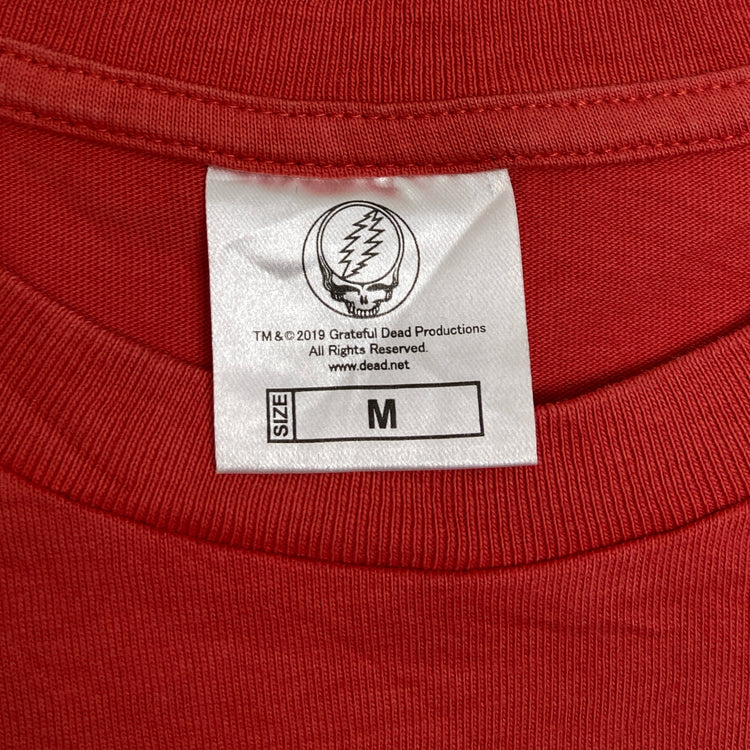 TM & © 2019 Grateful Dead Productions
All Rights Reserved.
www.dead.net
SIZE
M